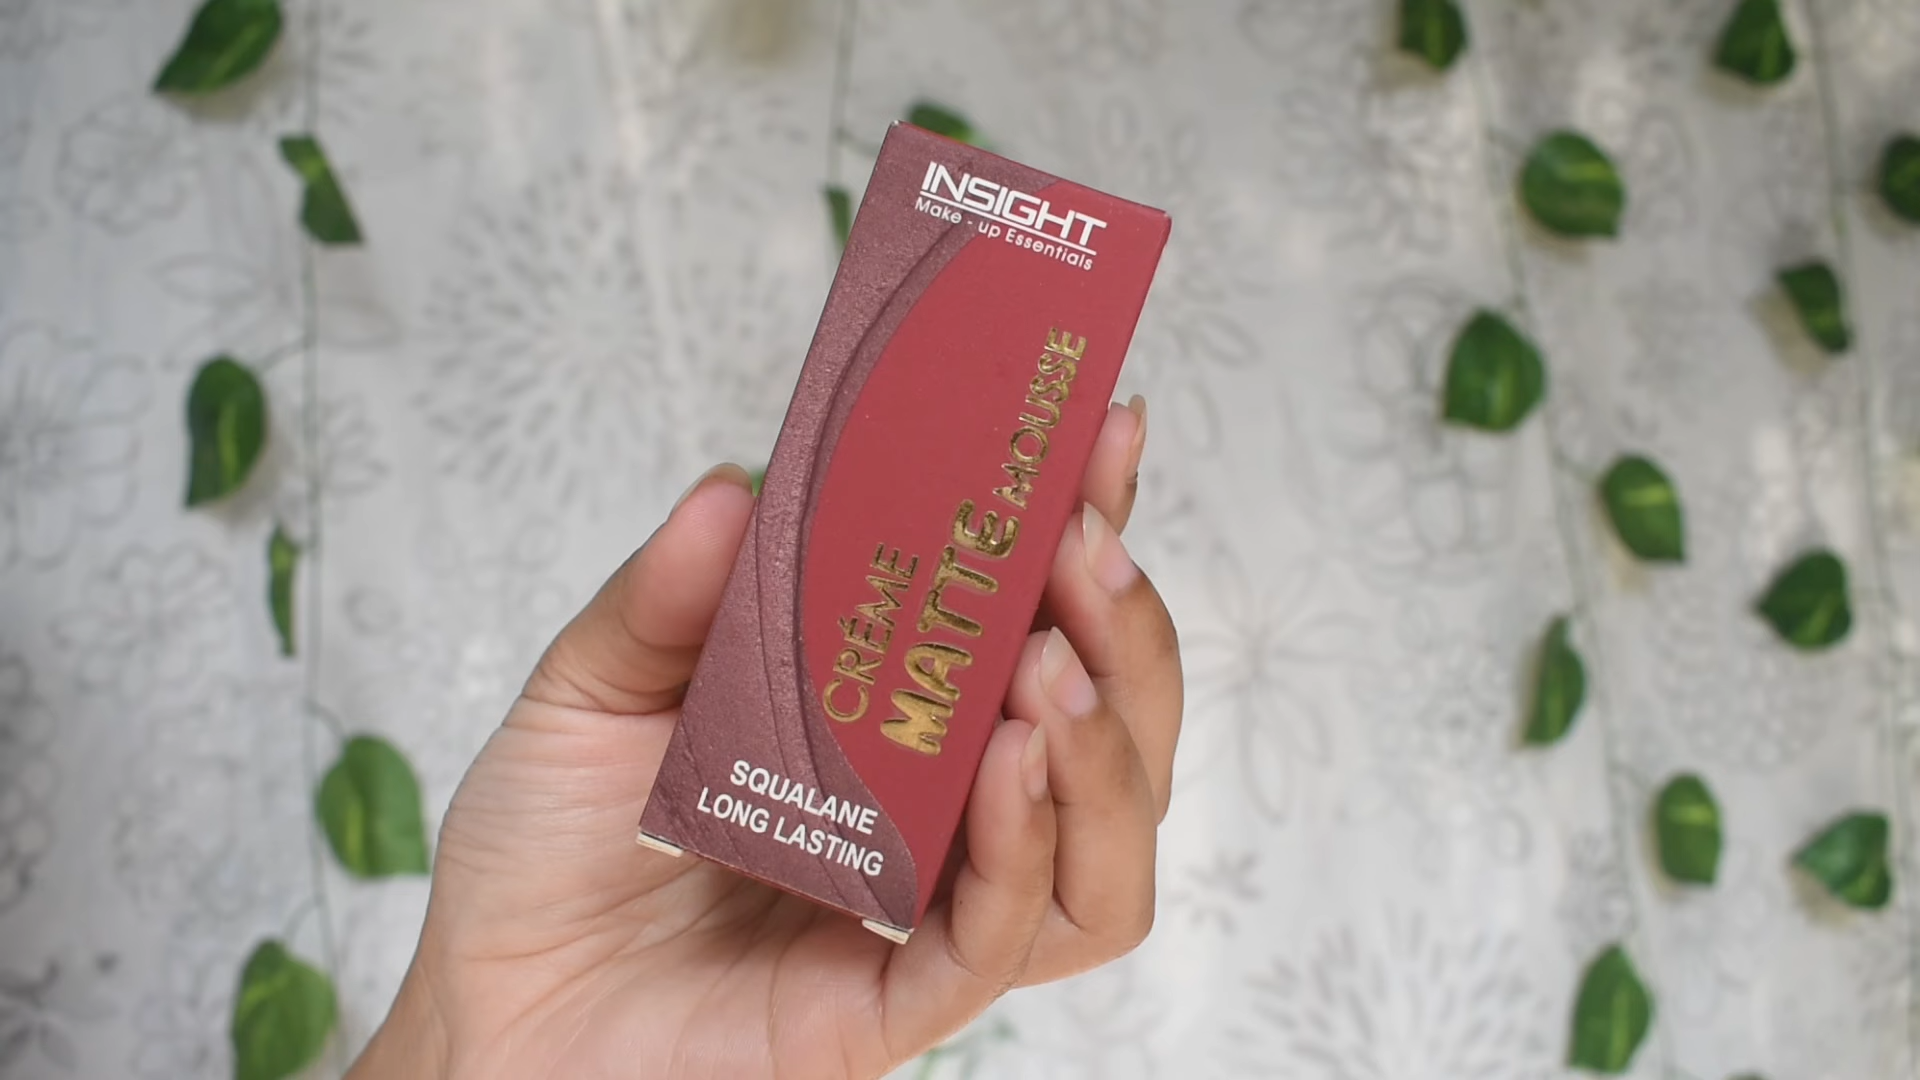 INSIGHT
Make - up Essentials
CRÉME
MATTE MOUSSE
SQUALANE
LONG LASTING